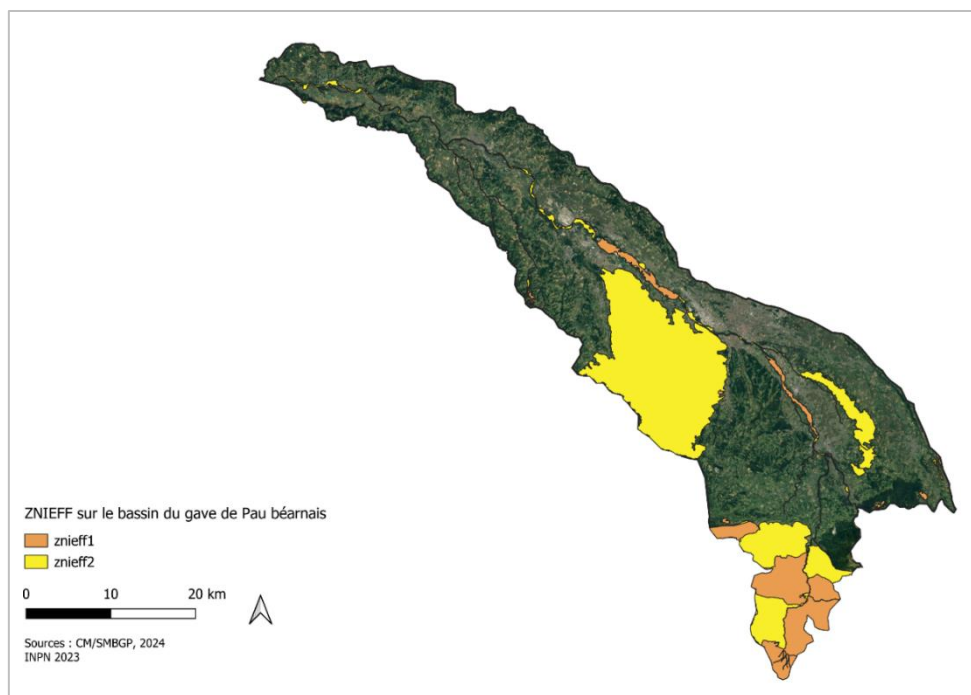 ZNIEFF sur le bassin du gave de Pau béarnais
znieff1
znieff2
0 10 20 km
Sources : CM/SMBGP, 2024
INPN 2023